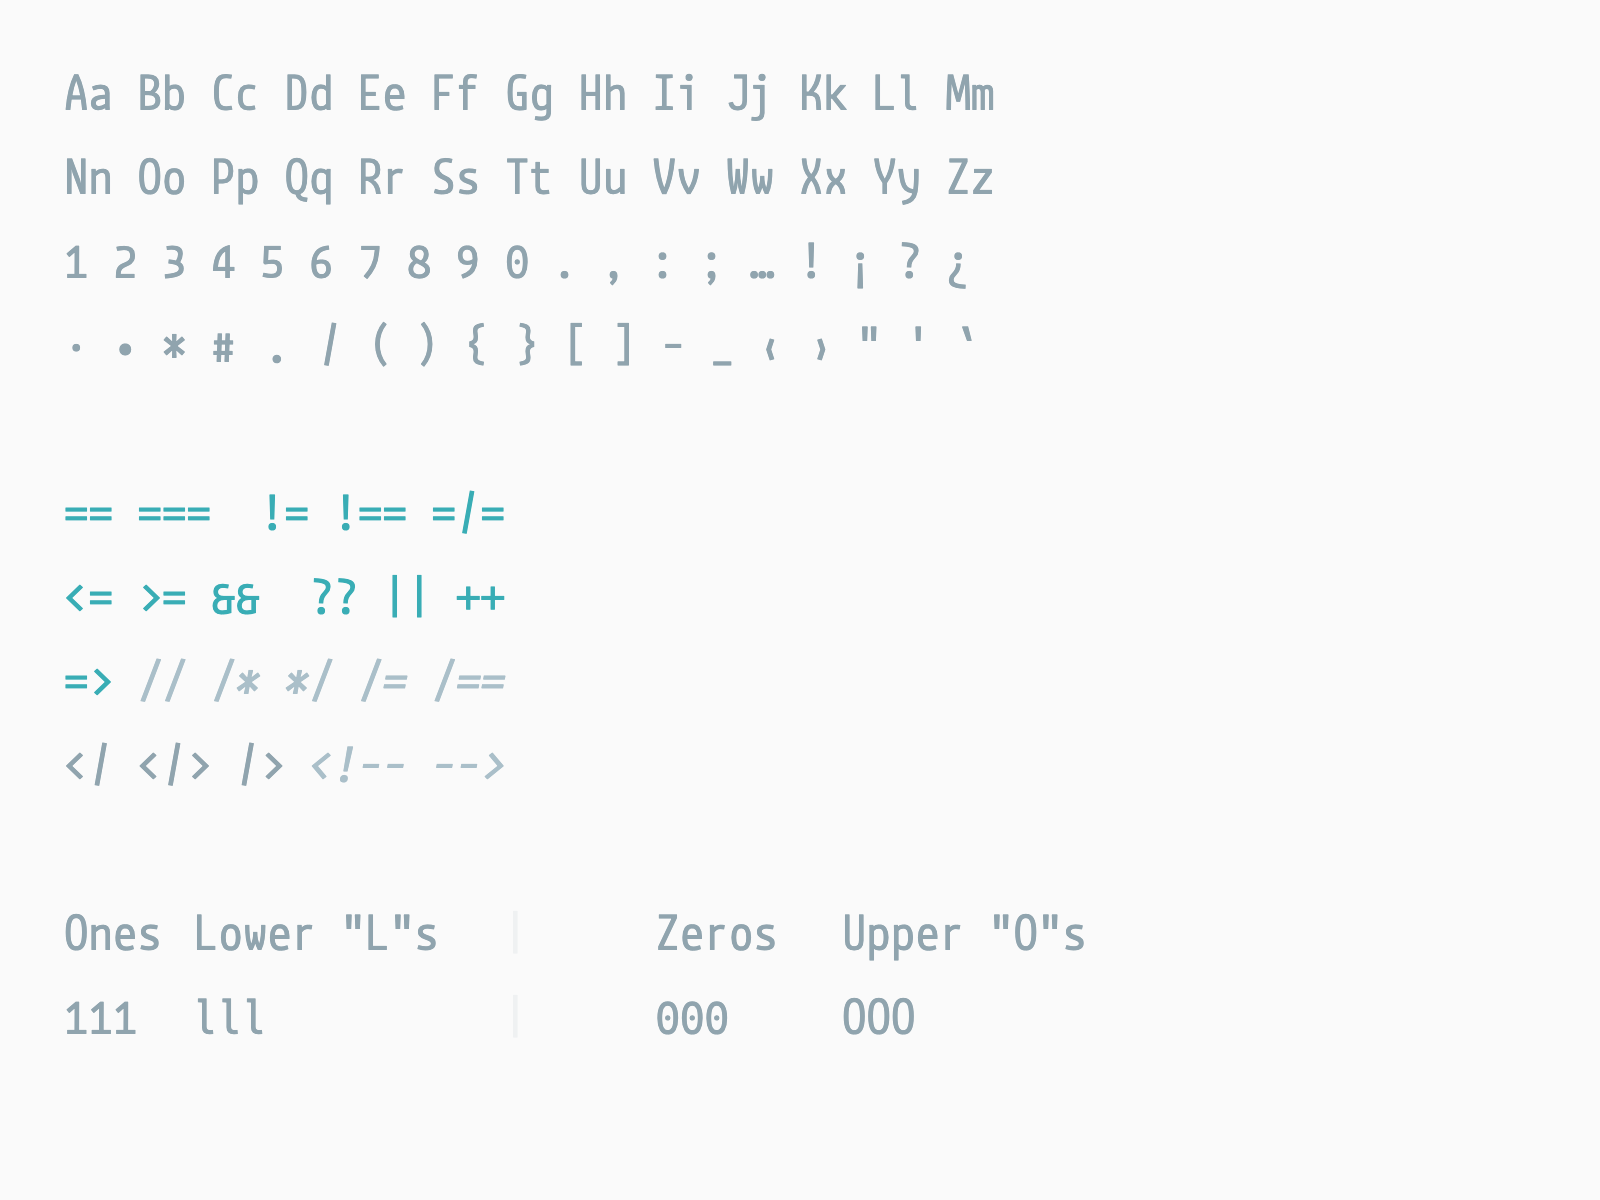 Aa Bb Cc Dd Ee Ff Gg Hh Ii Jj Kk Ll Mm
Nn Oo Pp Qq Rr Ss Tt Uu Vv Ww Xx Yy Zz
1 2 3 4 5 6 7 8 9 0 . , : ; … ! ¡ ? ¿
· • * # . / ( ) { } [ ] - _ ‹ › " ' `
== ===  != !== =/=
<= >= &&  ?? || ++
=> // /* */ /= /==
</ </> /> <!-- -->
Ones Lower "L"s | Zeros Upper "O"s
111 lll | 000 OOO